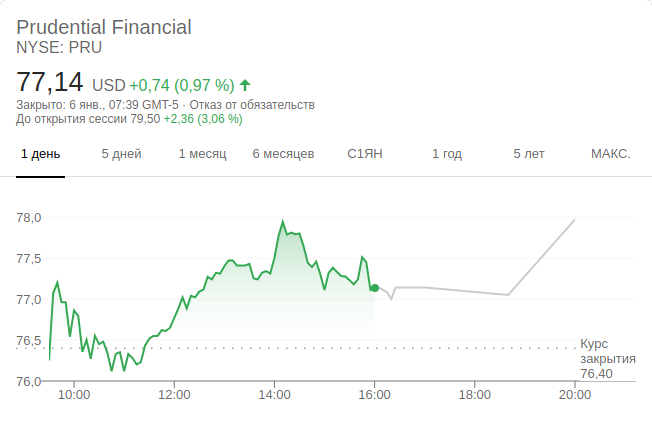 Prudential Financial
NYSE: PRU
77,14 USD +0,74 (0,97 %)
Закрыто: 6 янв., 07:39 GMT-5 · Отказ от обязательств
До открытия сессии 79,50 +2,36 (3,06 %)
1 день 5 дней 1 месяц 6 месяцев С1ЯН 1 год 5 лет МАКС.
78,0
77,5
77,0
76,5
76,0
Курс
закрытия
76,40
10:00 12:00 14:00 16:00 18:00 20:00